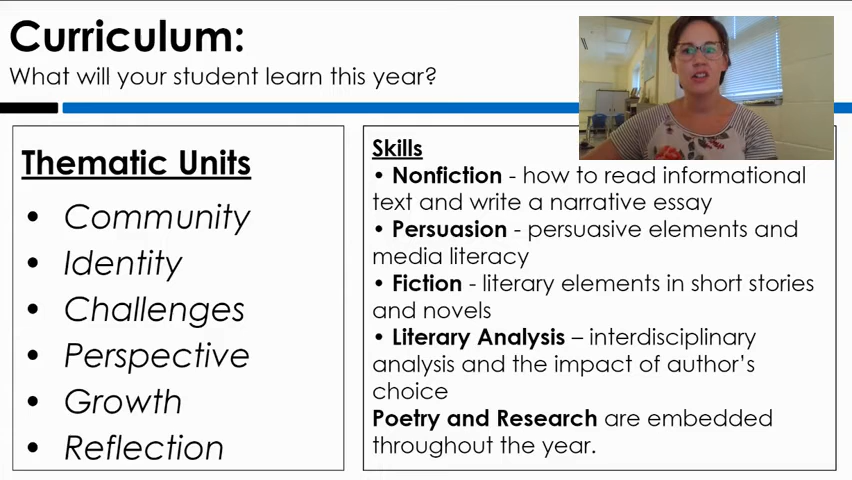 Curriculum:
What will your student learn this year?
Thematic Units
• Community
• Identity
• Challenges
• Perspective
• Growth
• Reflection
Skills
• Nonfiction - how to read informational
text and write a narrative essay
• Persuasion - persuasive elements and
media literacy
• Fiction - literary elements in short stories
and novels
• Literary Analysis – interdisciplinary
analysis and the impact of author’s
choice
Poetry and Research are embedded
throughout the year.